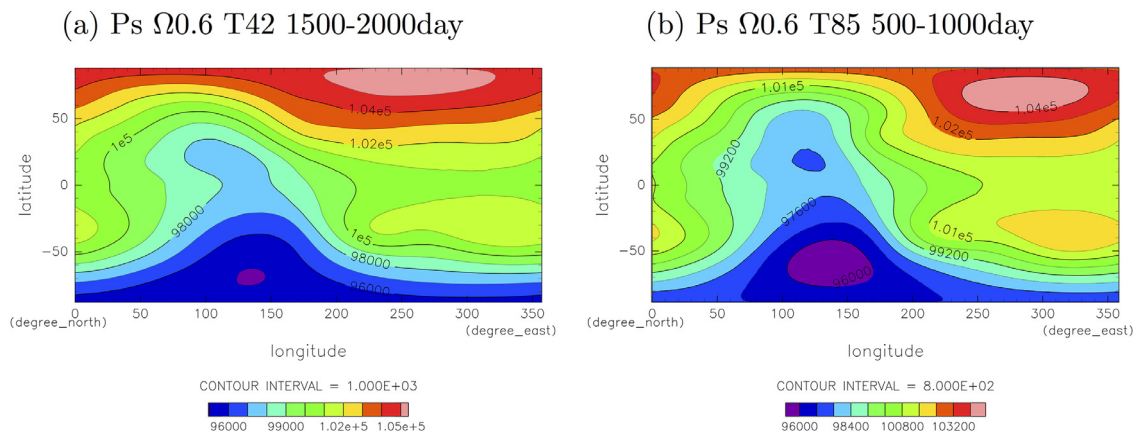 (a) Ps Ω0.6 T42 1500-2000day
(b) Ps Ω0.6 T85 500-1000day
1.04e5
1.02e5
1e5
98000
1e5
98000
96000
50
0
−50
latitude
0 50 100 150 200 250 300 350
(degree_north)
(degree_east)
longitude
CONTOUR INTERVAL = 1.000E+03
96000 99000 1.02e+5 1.05e+5
1.01e5
1.04e5
1.02e5
99200
97600
1.01e5
99200
96000
50
0
−50
latitude
0 50 100 150 200 250 300 350
(degree_north)
(degree_east)
longitude
CONTOUR INTERVAL = 8.000E+02
96000 98400 100800 103200